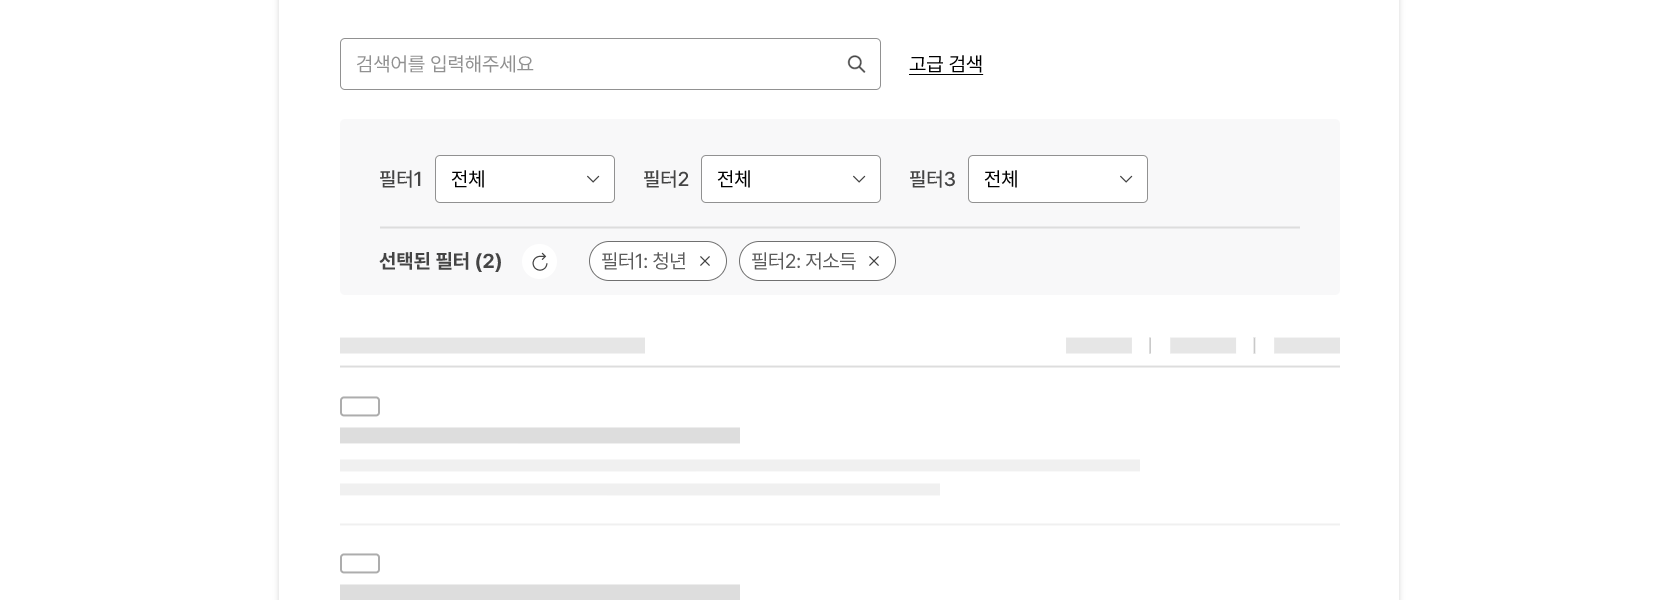 검색어를 입력해주세요 고급 검색
필터1 전체 필터2 전체 필터3 전체
선택된 필터 (2) 필터1: 청년 필터2: 저소득